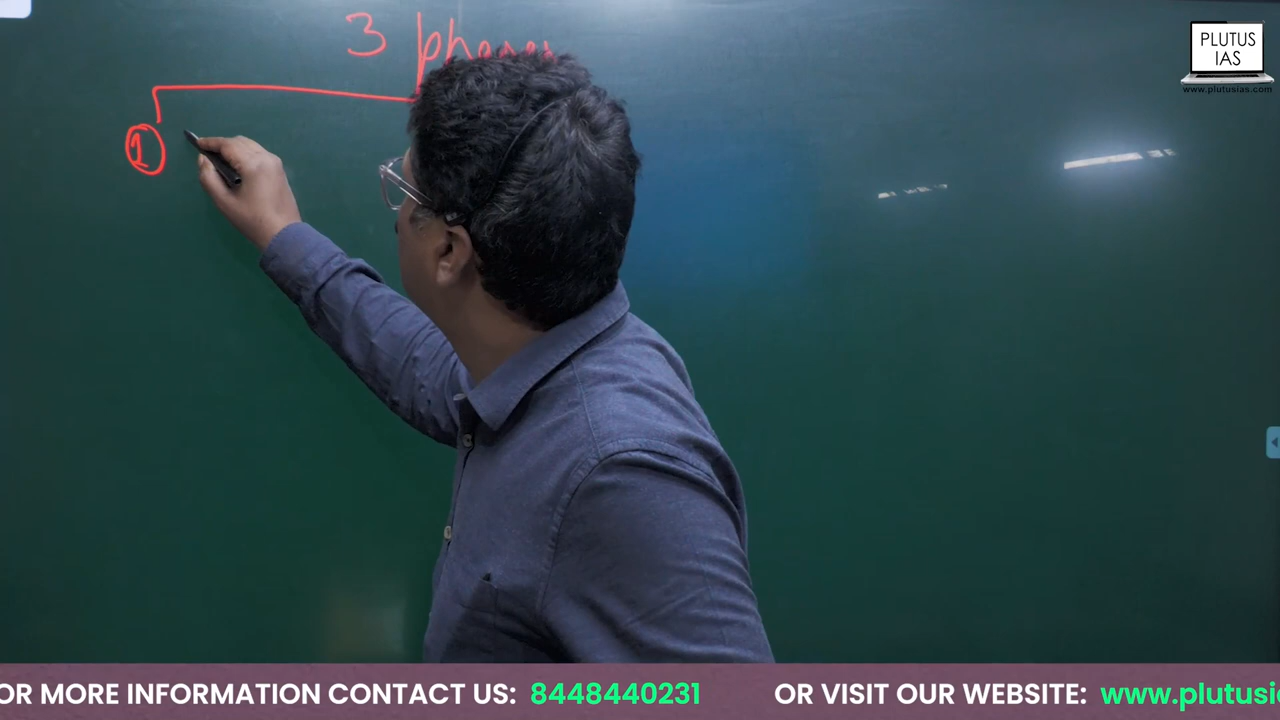 3 phases
①
PLUTUS
IAS
www.plutusias.com
OR MORE INFORMATION CONTACT US: 8448440231 OR VISIT OUR WEBSITE: www.plutusia